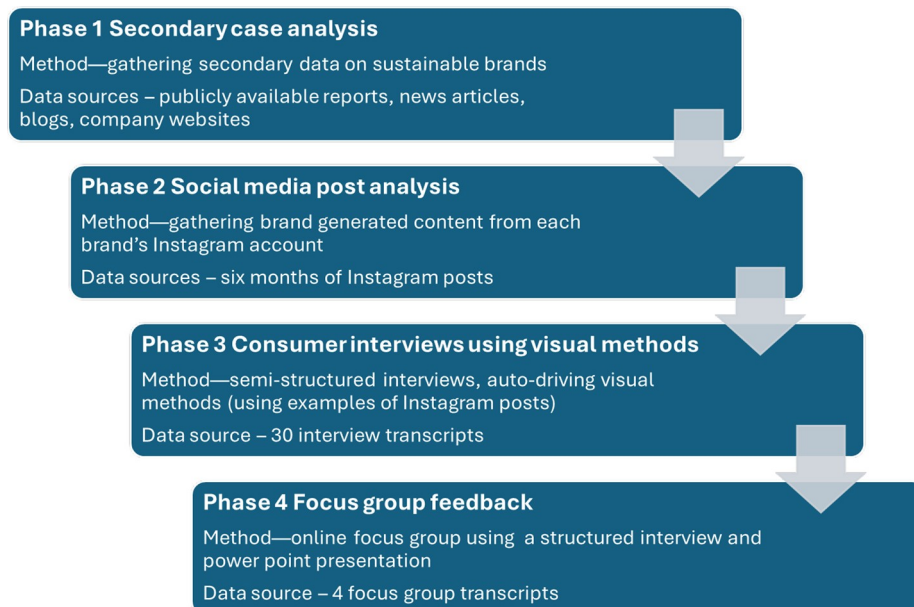 Phase 1 Secondary case analysis
Method—gathering secondary data on sustainable brands
Data sources – publicly available reports, news articles,
blogs, company websites
Phase 2 Social media post analysis
Method—gathering brand generated content from each
brand's Instagram account
Data sources – six months of Instagram posts
Phase 3 Consumer interviews using visual methods
Method—semi-structured interviews, auto-driving visual
methods (using examples of Instagram posts)
Data source – 30 interview transcripts
Phase 4 Focus group feedback
Method—online focus group using a structured interview and
power point presentation
Data source – 4 focus group transcripts